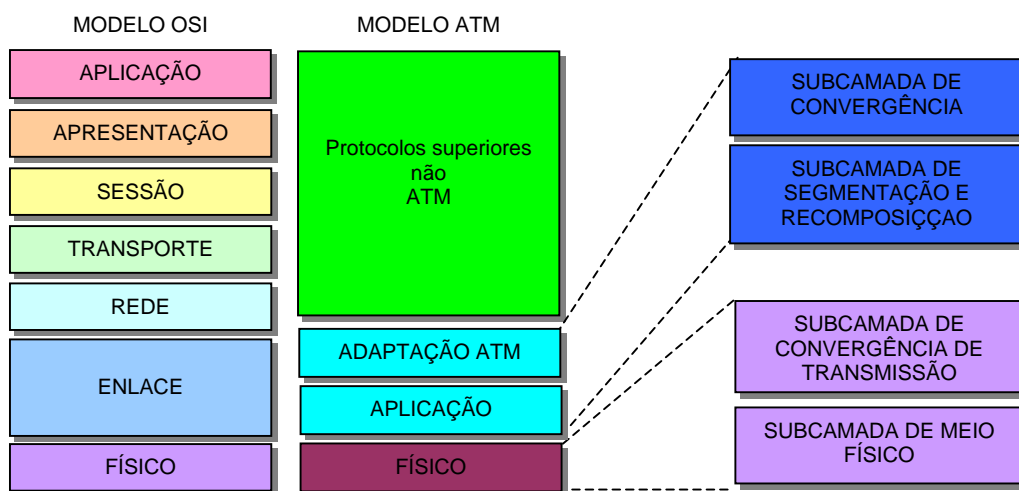 MODELO OSI
MODELO ATM
APLICAÇÃO
APRESENTAÇÃO
SESSÃO
TRANSPORTE
REDE
ENLACE
FÍSICO
Protocolos superiores
não
ATM
ADAPTAÇÃO ATM
APLICAÇÃO
FÍSICO
SUBCAMADA DE
CONVERGÊNCIA
SUBCAMADA DE
SEGMENTAÇÃO E
RECOMPOSIÇÇAO
SUBCAMADA DE
CONVERGÊNCIA DE
TRANSMISSÃO
SUBCAMADA DE MEIO
FÍSICO